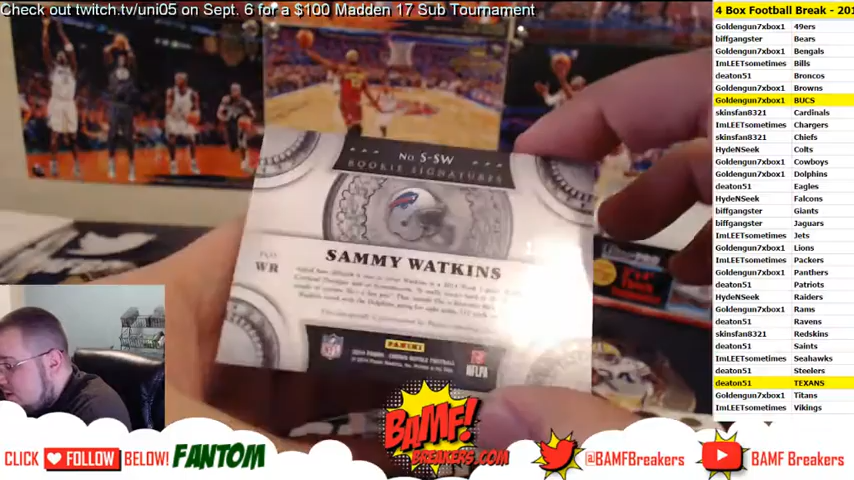 Check out twitch.tv/uni05 on Sept. 6 for a $100 Madden 17 Sub Tournament
4 Box Football Break - 201
Goldengun7xbox1 49ers
biffgangster Bears
Goldengun7xbox1 Bengals
ImLEETsometimes Bills
deaton51 Broncos
Goldengun7xbox1 Browns
Goldengun7xbox1 BUCS
skinsfan8321 Cardinals
ImLEETsometimes Chargers
skinsfan8321 Chiefs
HydeNSeek Colts
Goldengun7xbox1 Cowboys
Goldengun7xbox1 Dolphins
deaton51 Eagles
HydeNSeek Falcons
biffgangster Giants
biffgangster Jaguars
ImLEETsometimes Jets
Goldengun7xbox1 Lions
ImLEETsometimes Packers
Goldengun7xbox1 Panthers
deaton51 Patriots
HydeNSeek Raiders
Goldengun7xbox1 Rams
deaton51 Ravens
skinsfan8321 Redskins
deaton51 Saints
ImLEETsometimes Seahawks
deaton51 Steelers
deaton51 TEXANS
Goldengun7xbox1 Titans
ImLEETsometimes Vikings
No S-SW
ROOKIE SIGNATURES
SAMMY WATKINS
WR
PANINI
NFL
NFLPA
BAMF!
BREAKERS.COM
CLICK FOLLOW BELOW! FANTOM
@BAMFBreakers
BAMF Breakers